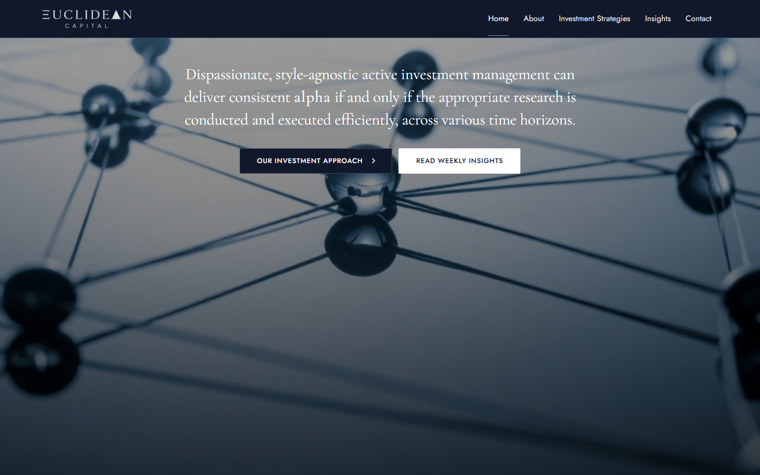 ΞUCLIDEAN
CAPITAL
Home
About
Investment Strategies
Insights
Contact
Dispassionate, style-agnostic active investment management can
deliver consistent alpha if and only if the appropriate research is
conducted and executed efficiently, across various time horizons.
OUR INVESTMENT APPROACH
READ WEEKLY INSIGHTS